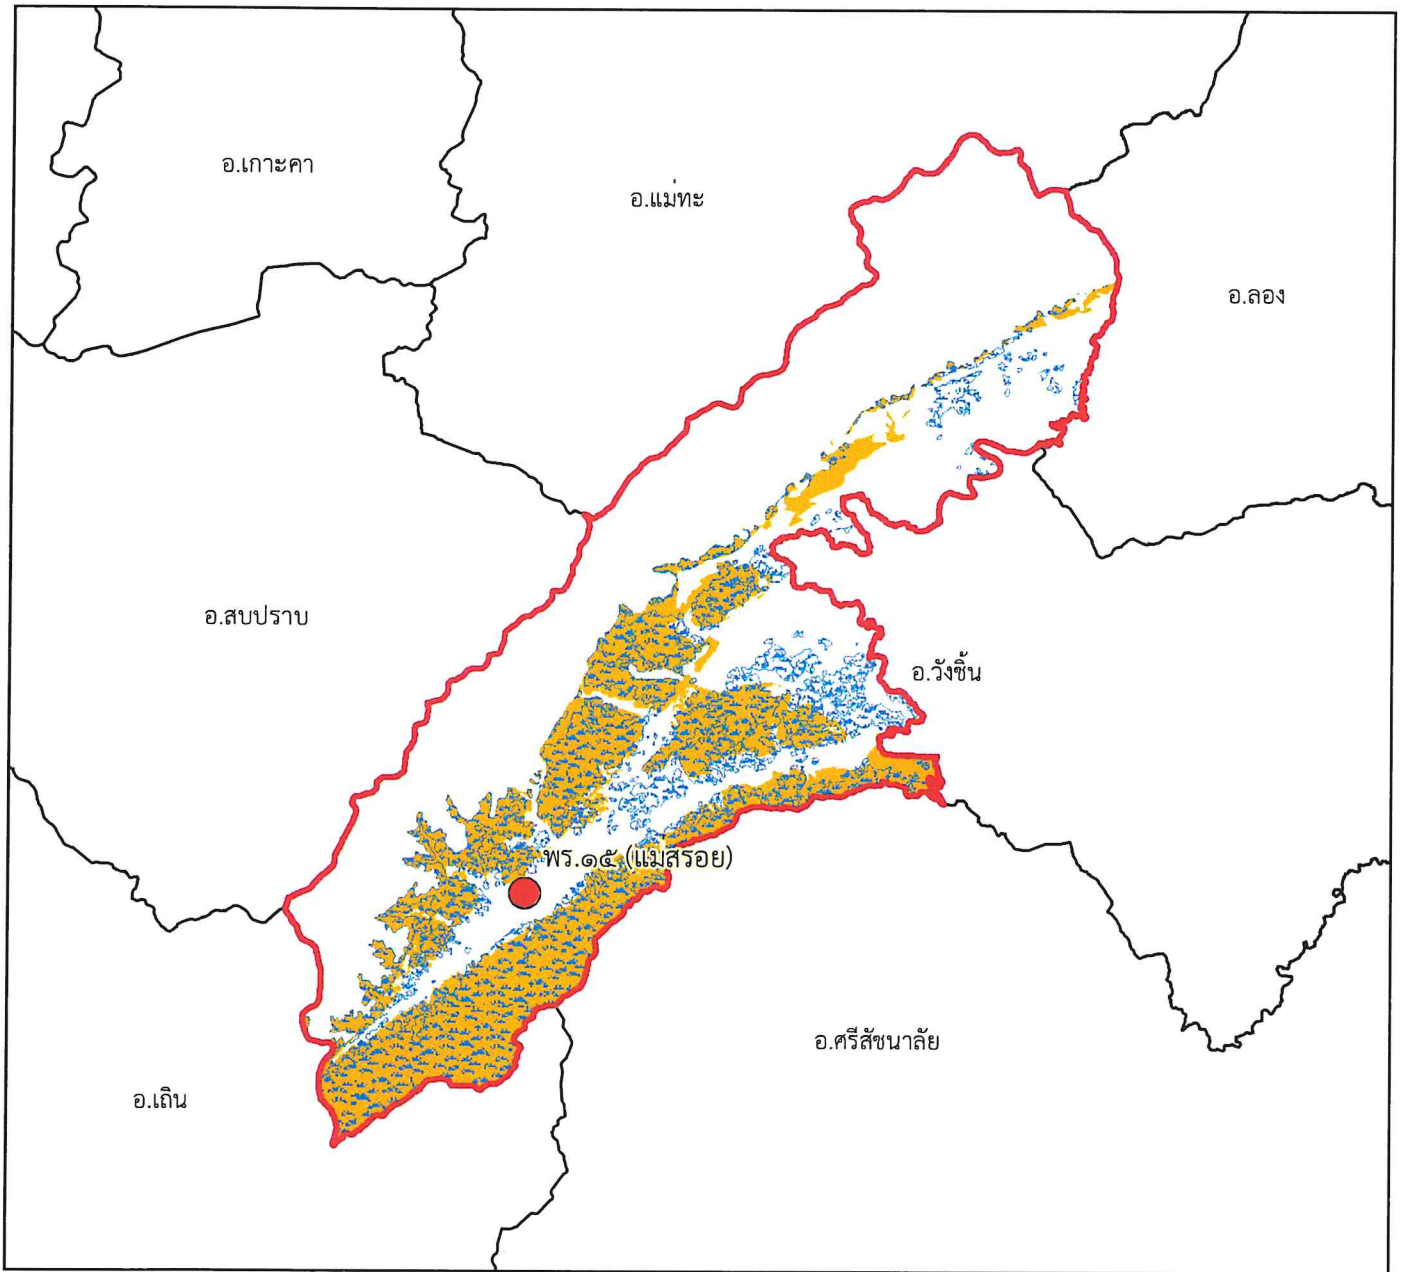 อ.เกาะคา
อ.แม่ทะ
อ.ลอง
อ.สบปราบ
อ.วังชิ้น
พร.๑๕ (แม่สรอย)
อ.ศรีสัชนาลัย
อ.เถิน